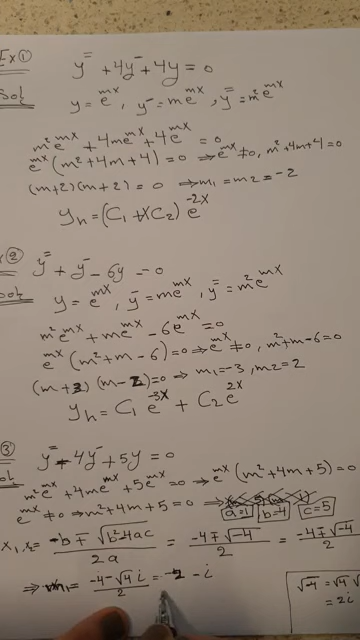 Ex ①
y⁼ + 4y⁻ + 4y = 0
Sol
y = e^mx , y⁻ = me^mx , y⁼ = m²e^mx
m²e^mx + 4me^mx + 4e^mx = 0
e^mx (m² + 4m + 4) = 0 ⇒ e^mx ≠ 0, m² + 4m + 4 = 0
(m+2)(m+2) = 0 ⇒ m₁ = m₂ = -2
y_h = (C₁ + x C₂) e^-2x
②
y⁼ + y⁻ - 6y = 0
Sol
y = e^mx , y⁻ = me^mx , y⁼ = m²e^mx
m²e^mx + me^mx - 6e^mx = 0
e^mx (m² + m - 6) = 0 ⇒ e^mx ≠ 0, m² + m - 6 = 0
(m+3)(m-2) = 0 ⇒ m₁ = -3, m₂ = 2
y_h = C₁ e^-3x + C₂ e^2x
③
y⁼ + 4y⁻ + 5y = 0
m²e^mx + 4me^mx + 5e^mx = 0 ⇒ e^mx (m² + 4m + 5) = 0
e^mx ≠ 0 ⇒ m² + 4m + 5 = 0 ⇒
a=1 b=4 c=5
x₁, x₂ = -b ∓ √(b² - 4ac) / 2a = -4 ∓ √-4 / 2 = -4 ∓ √-4 / 2
⇒ m₁ = -4 - √4 i / 2 = -2 - i
√-4 = √4 √
= 2i